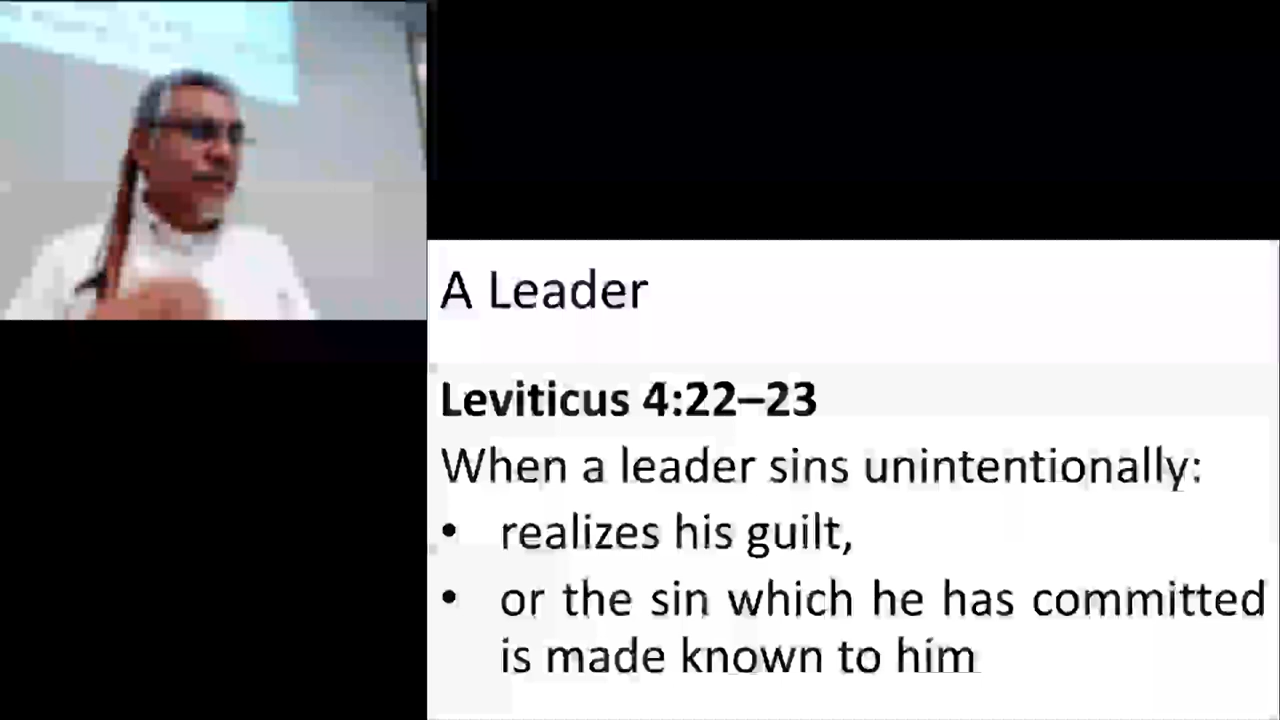 A Leader
Leviticus 4:22–23
When a leader sins unintentionally:
• realizes his guilt,
• or the sin which he has committed
is made known to him